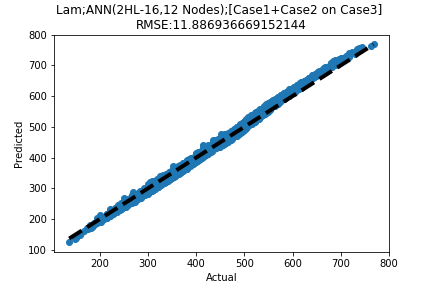 Lam;ANN(2HL-16,12 Nodes);[Case1+Case2 on Case3]
RMSE:11.886936669152144
800
700
600
500
400
300
200
100
Predicted
200 300 400 500 600 700 800
Actual